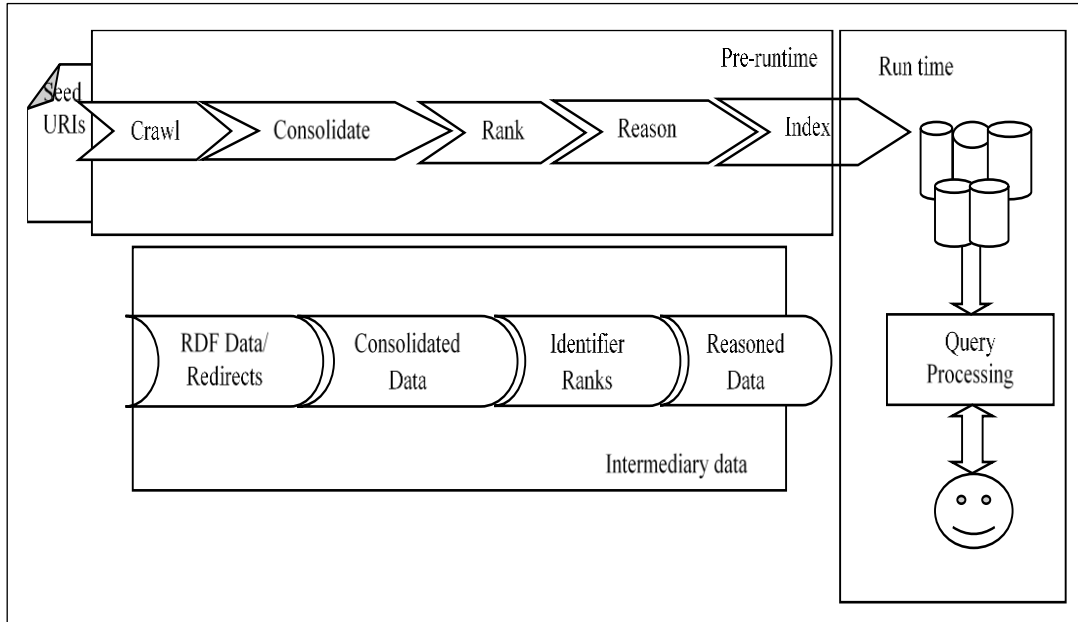 Pre-runtime
Run time
Seed
URIs
Crawl
Consolidate
Rank
Reason
Index
RDF Data/
Redirects
Consolidated
Data
Identifier
Ranks
Reasoned
Data
Query
Processing
Intermediary data